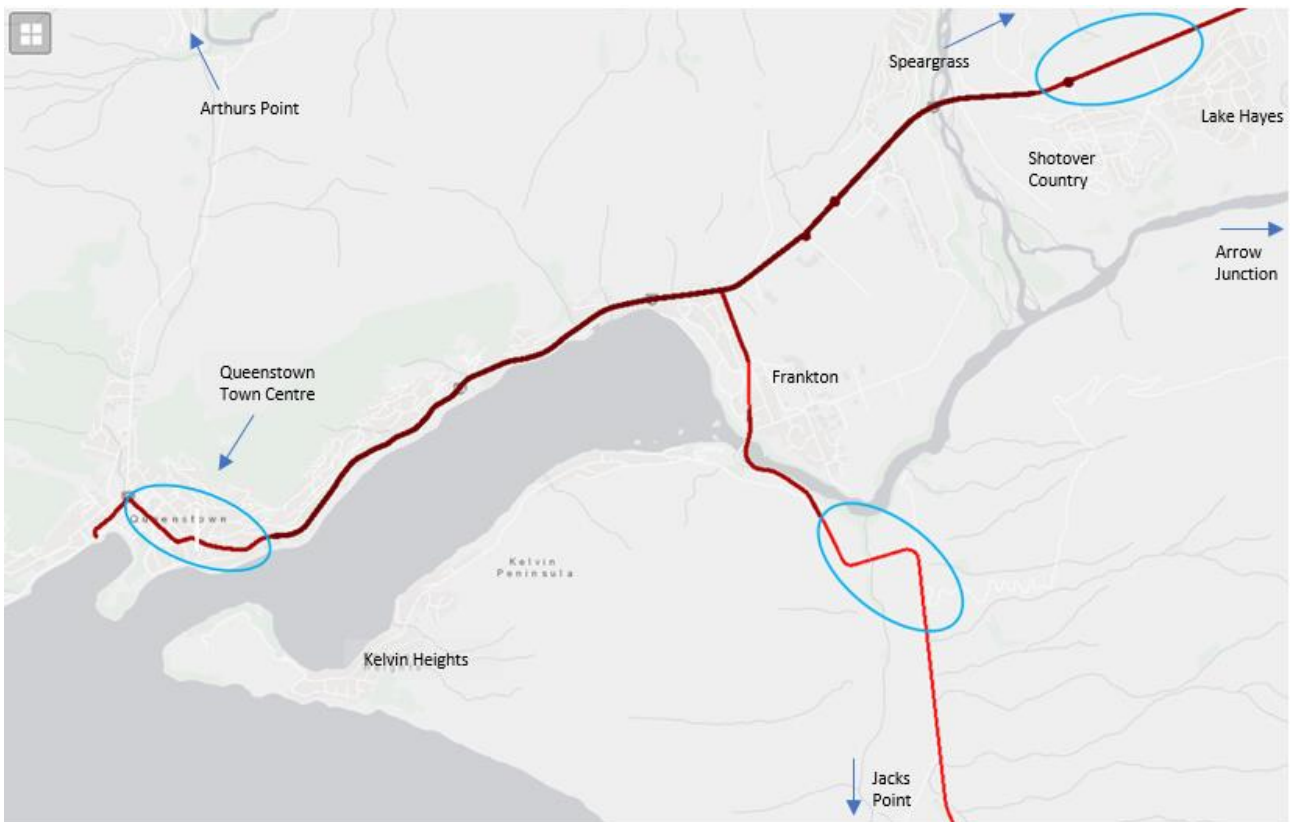 Speargrass
Arthurs Point
Lake Hayes
Shotover
Country
Arrow
Junction
Queenstown
Town Centre
Frankton
Queenstown
Kelvin
Peninsula
Kelvin Heights
Jacks
Point